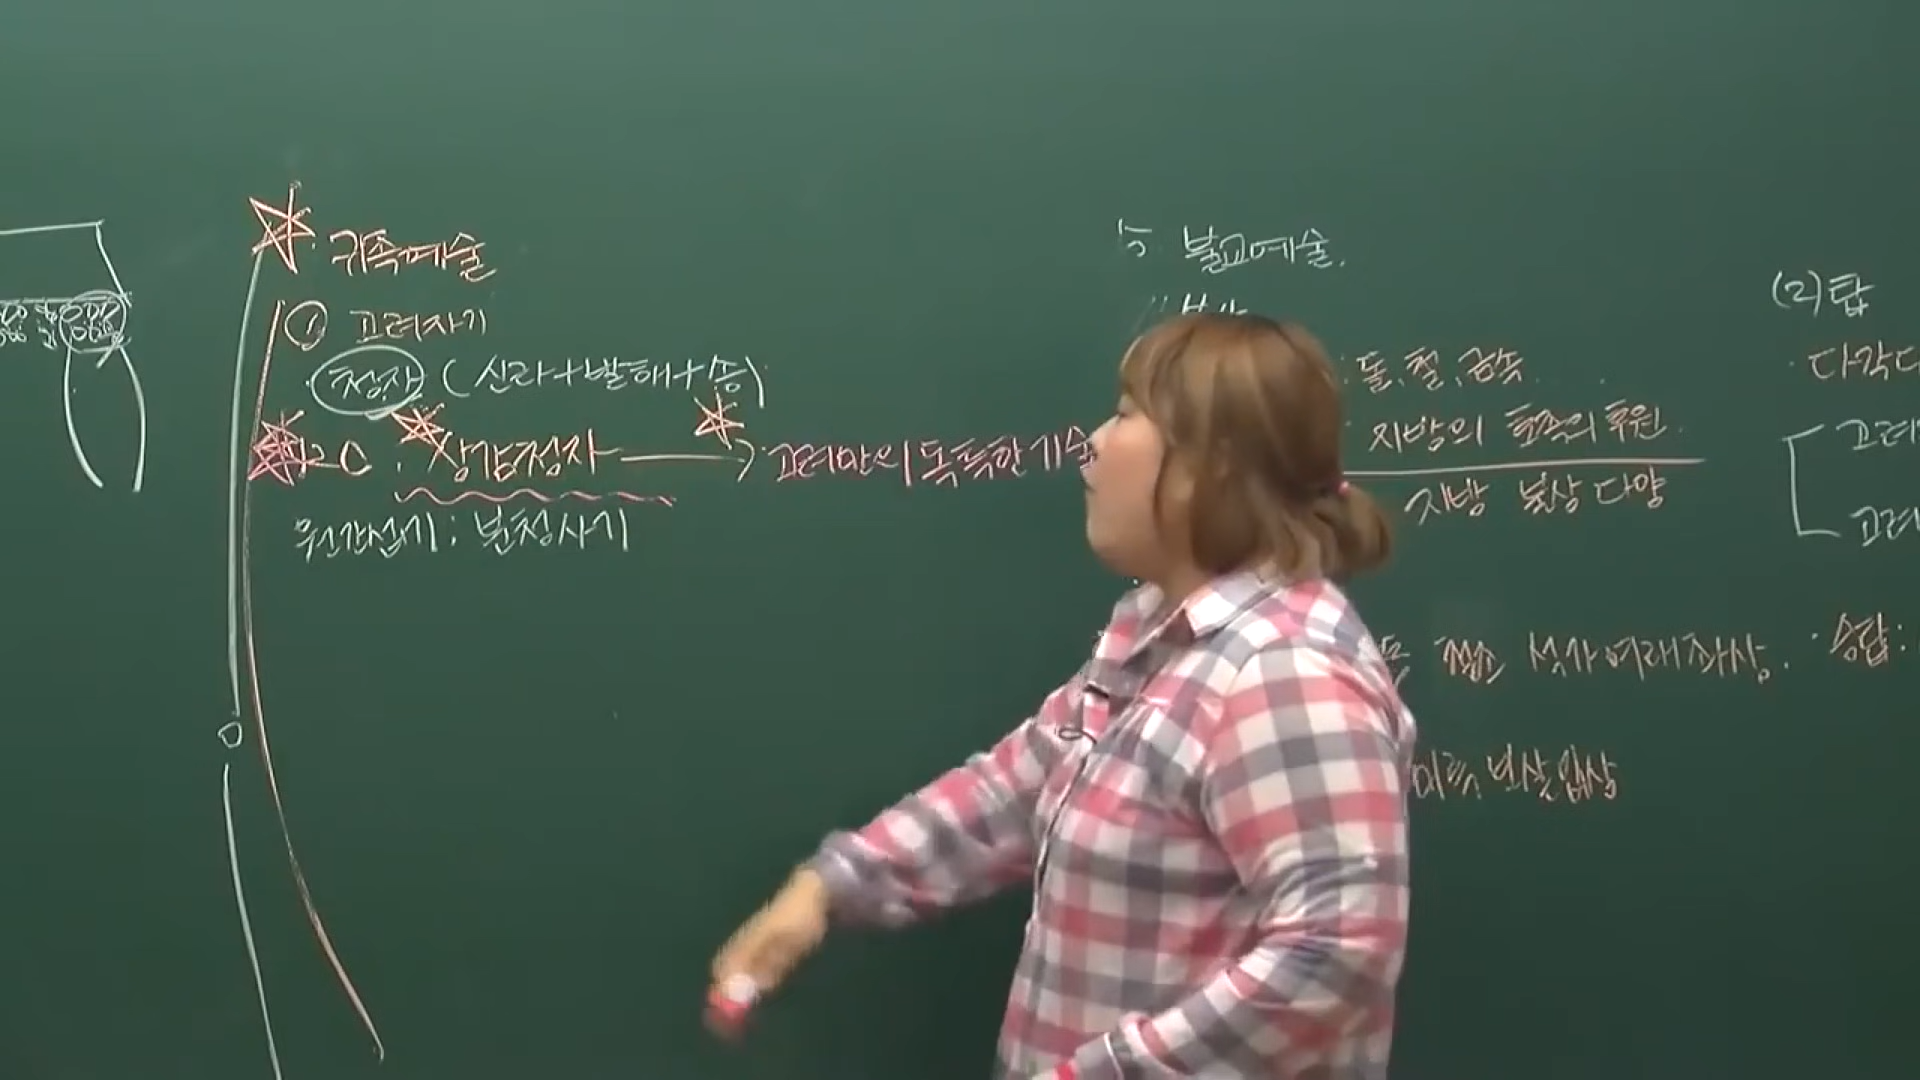 귀족예술
① 고려자기
청자 (신라+발해+송)
12C. 상감청자 → 고려만의 독특한 기술
원간섭기 : 분청사기
5. 불교예술.
· 돌, 철, 금속.
· 지방의 호족의 후원.
지방 불상 다양
석가여래좌상.
미륵보살입상
(2) 탑
· 다각다
고려
고려
· 승탑 :